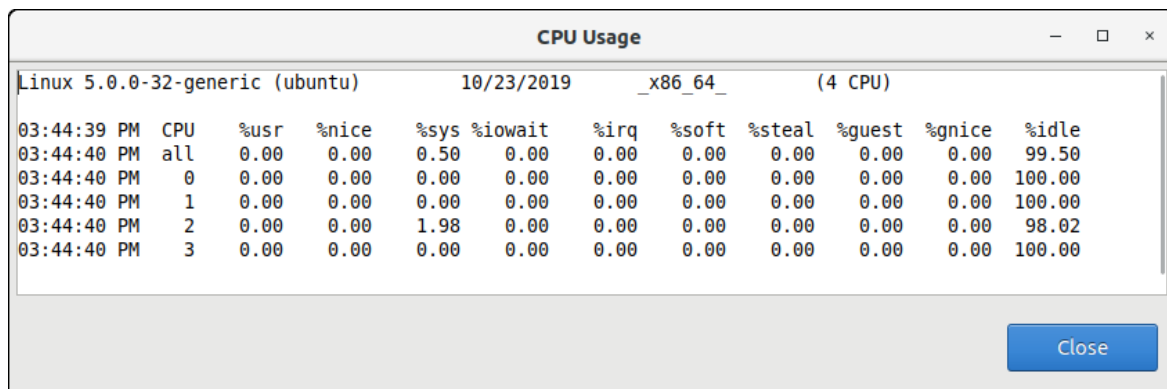 CPU Usage
Linux 5.0.0-32-generic (ubuntu) 10/23/2019 _x86_64_ (4 CPU)
03:44:39 PM CPU %usr %nice %sys %iowait %irq %soft %steal %guest %gnice %idle
03:44:40 PM all 0.00 0.00 0.50 0.00 0.00 0.00 0.00 0.00 0.00 99.50
03:44:40 PM 0 0.00 0.00 0.00 0.00 0.00 0.00 0.00 0.00 0.00 100.00
03:44:40 PM 1 0.00 0.00 0.00 0.00 0.00 0.00 0.00 0.00 0.00 100.00
03:44:40 PM 2 0.00 0.00 1.98 0.00 0.00 0.00 0.00 0.00 0.00 98.02
03:44:40 PM 3 0.00 0.00 0.00 0.00 0.00 0.00 0.00 0.00 0.00 100.00
Close